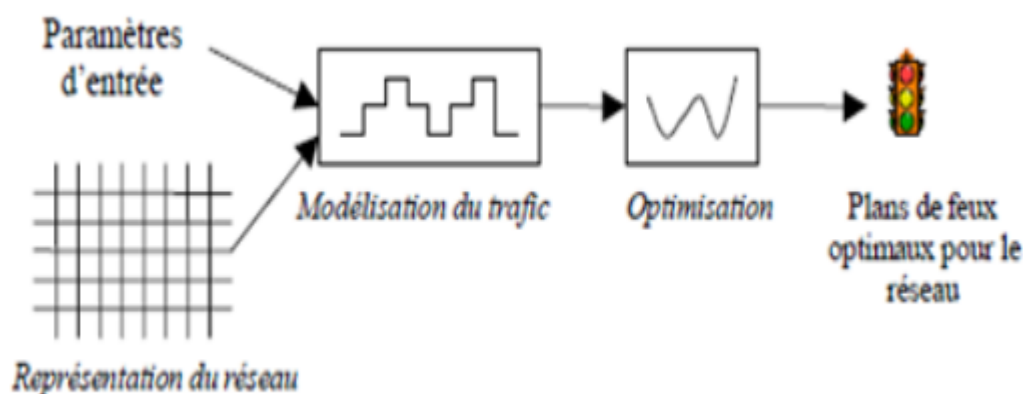 Paramètres
d'entrée
Modélisation du trafic
Optimisation
Plans de feux
optimaux pour le
réseau
Représentation du réseau